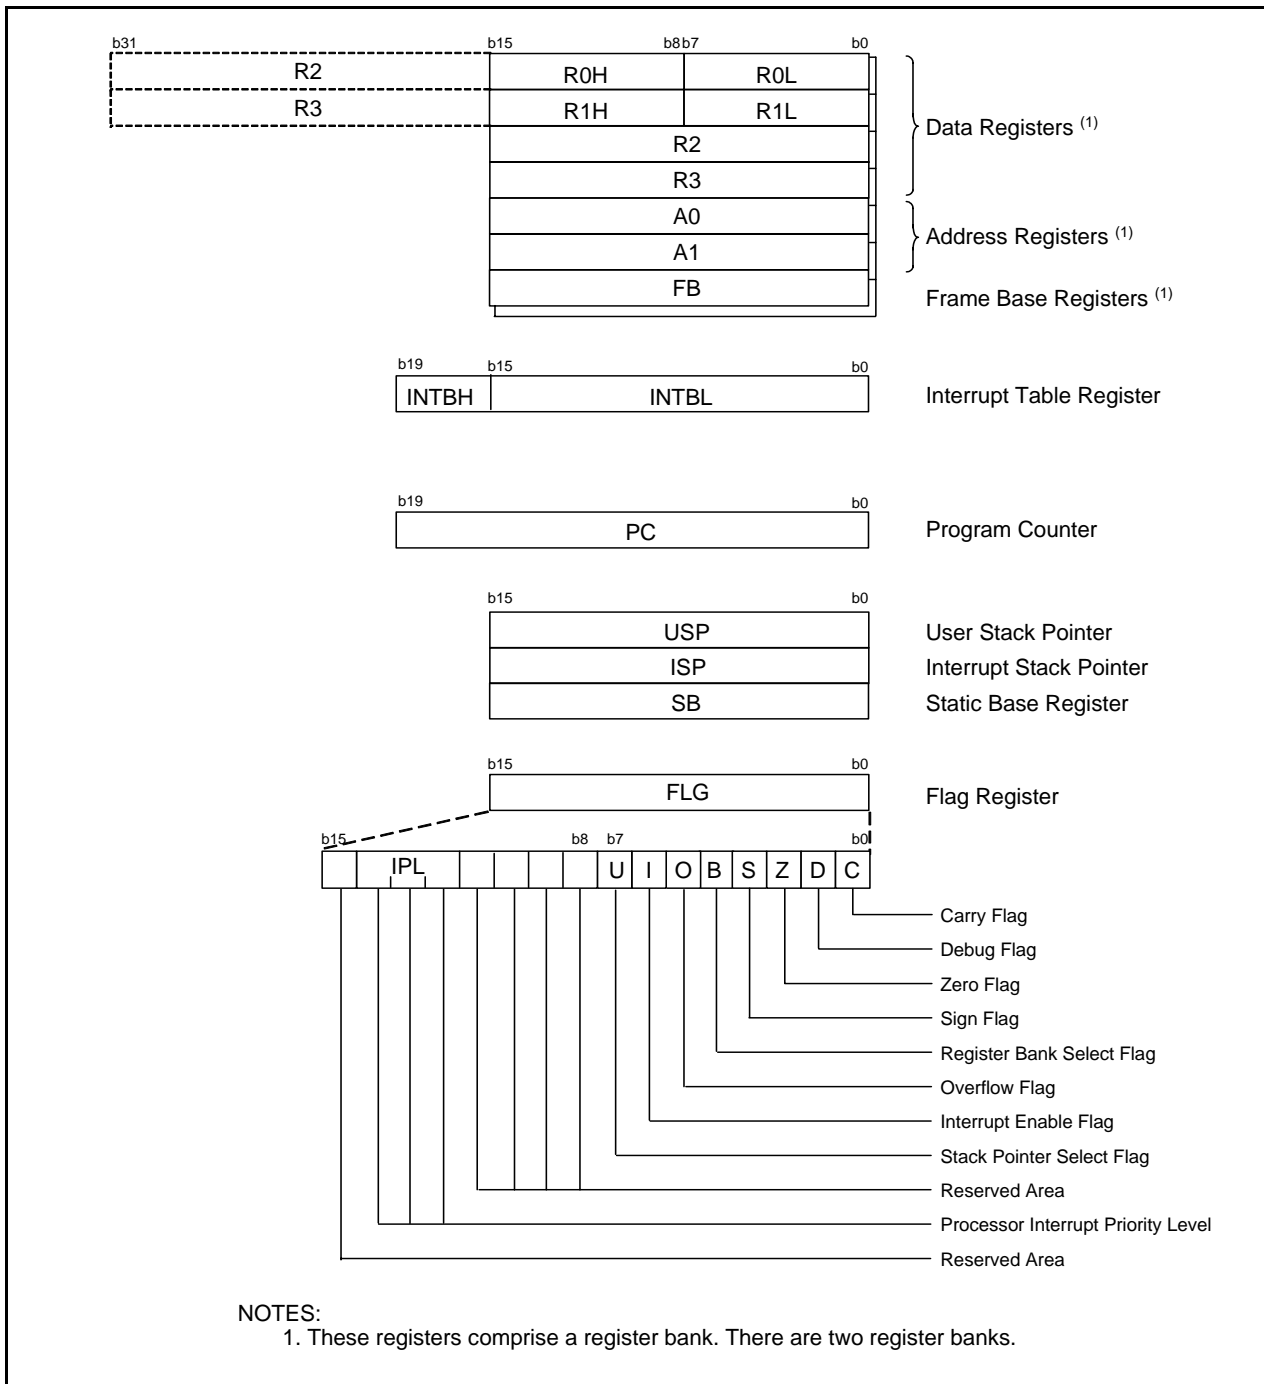 b31 b15 b8b7 b0
R2 R0H R0L
R3 R1H R1L
R2
R3
Data Registers (1)
A0
A1
Address Registers (1)
FB
Frame Base Registers (1)
b19 b15 b0
INTBH INTBL Interrupt Table Register
b19 b0
PC Program Counter
b15 b0
USP User Stack Pointer
ISP Interrupt Stack Pointer
SB Static Base Register
b15 b0
FLG Flag Register
b15 b8 b7 b0
IPL U I O B S Z D C
Carry Flag
Debug Flag
Zero Flag
Sign Flag
Register Bank Select Flag
Overflow Flag
Interrupt Enable Flag
Stack Pointer Select Flag
Reserved Area
Processor Interrupt Priority Level
Reserved Area
NOTES:
1. These registers comprise a register bank. There are two register banks.